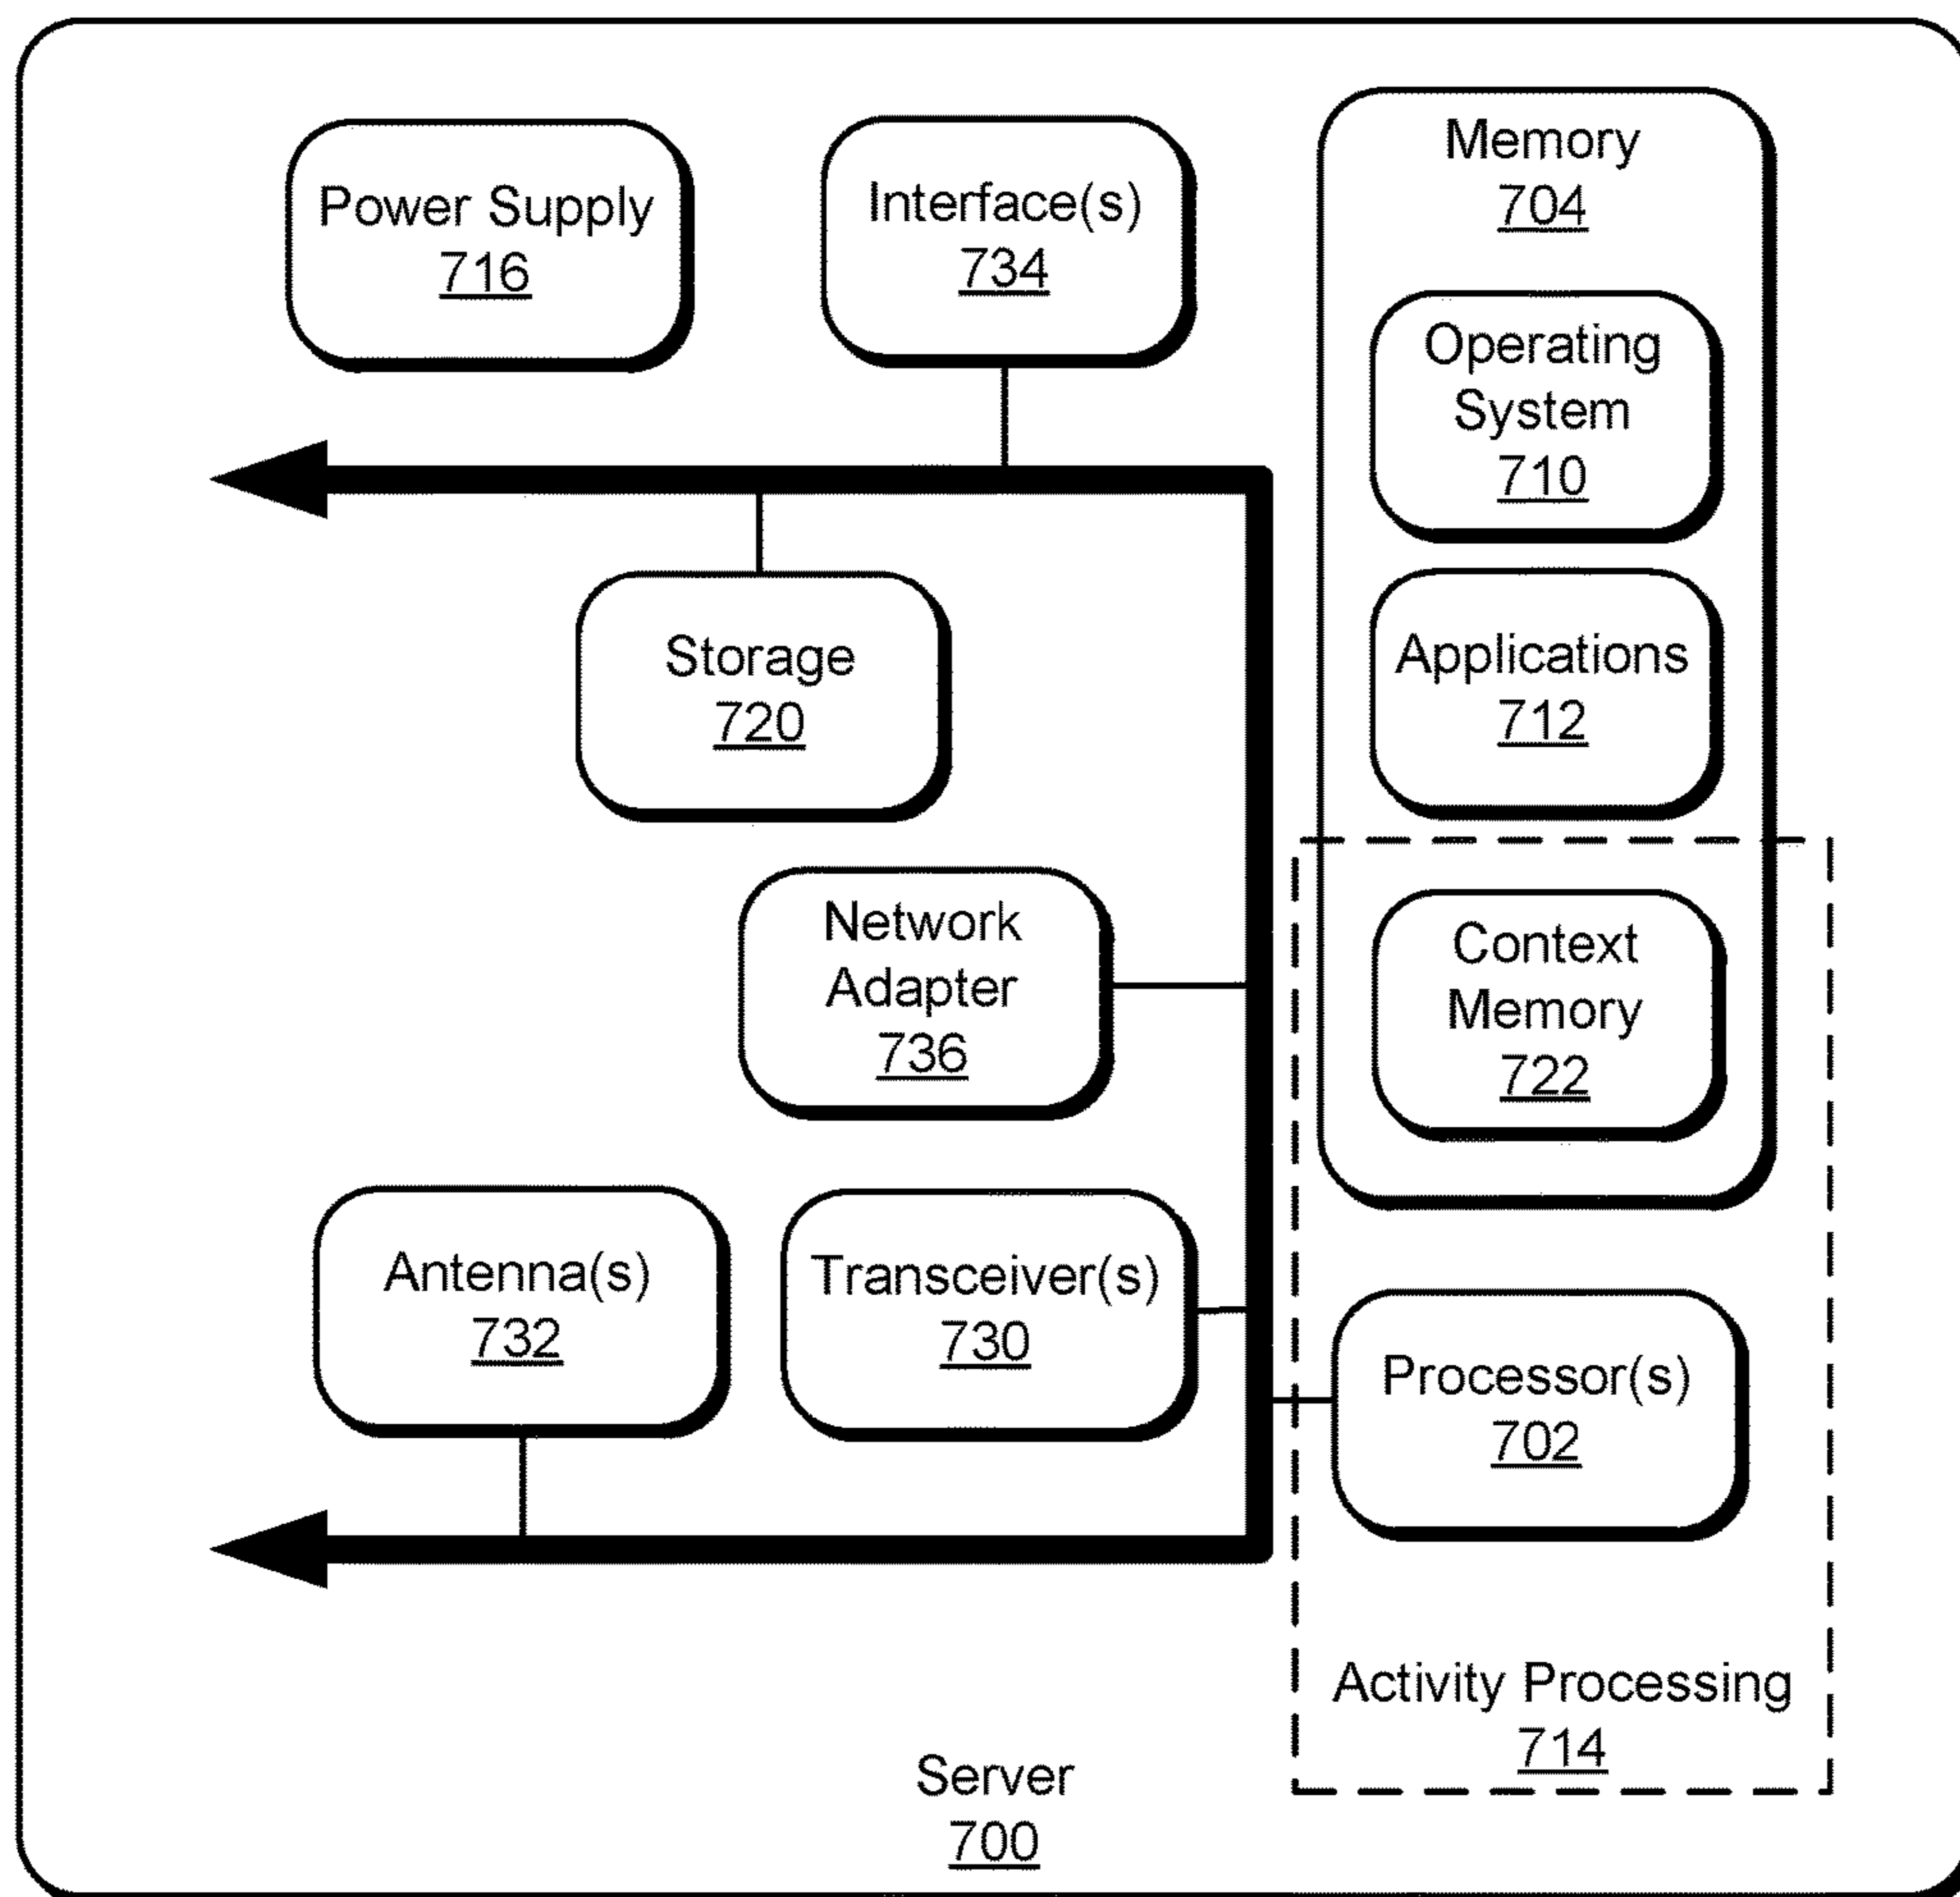 Power Supply
716
Interface(s)
734
Memory
704
Operating
System
710
Storage
720
Applications
712
Network
Adapter
736
Context
Memory
722
Antenna(s)
732
Transceiver(s)
730
Processor(s)
702
Activity Processing
714
Server
700